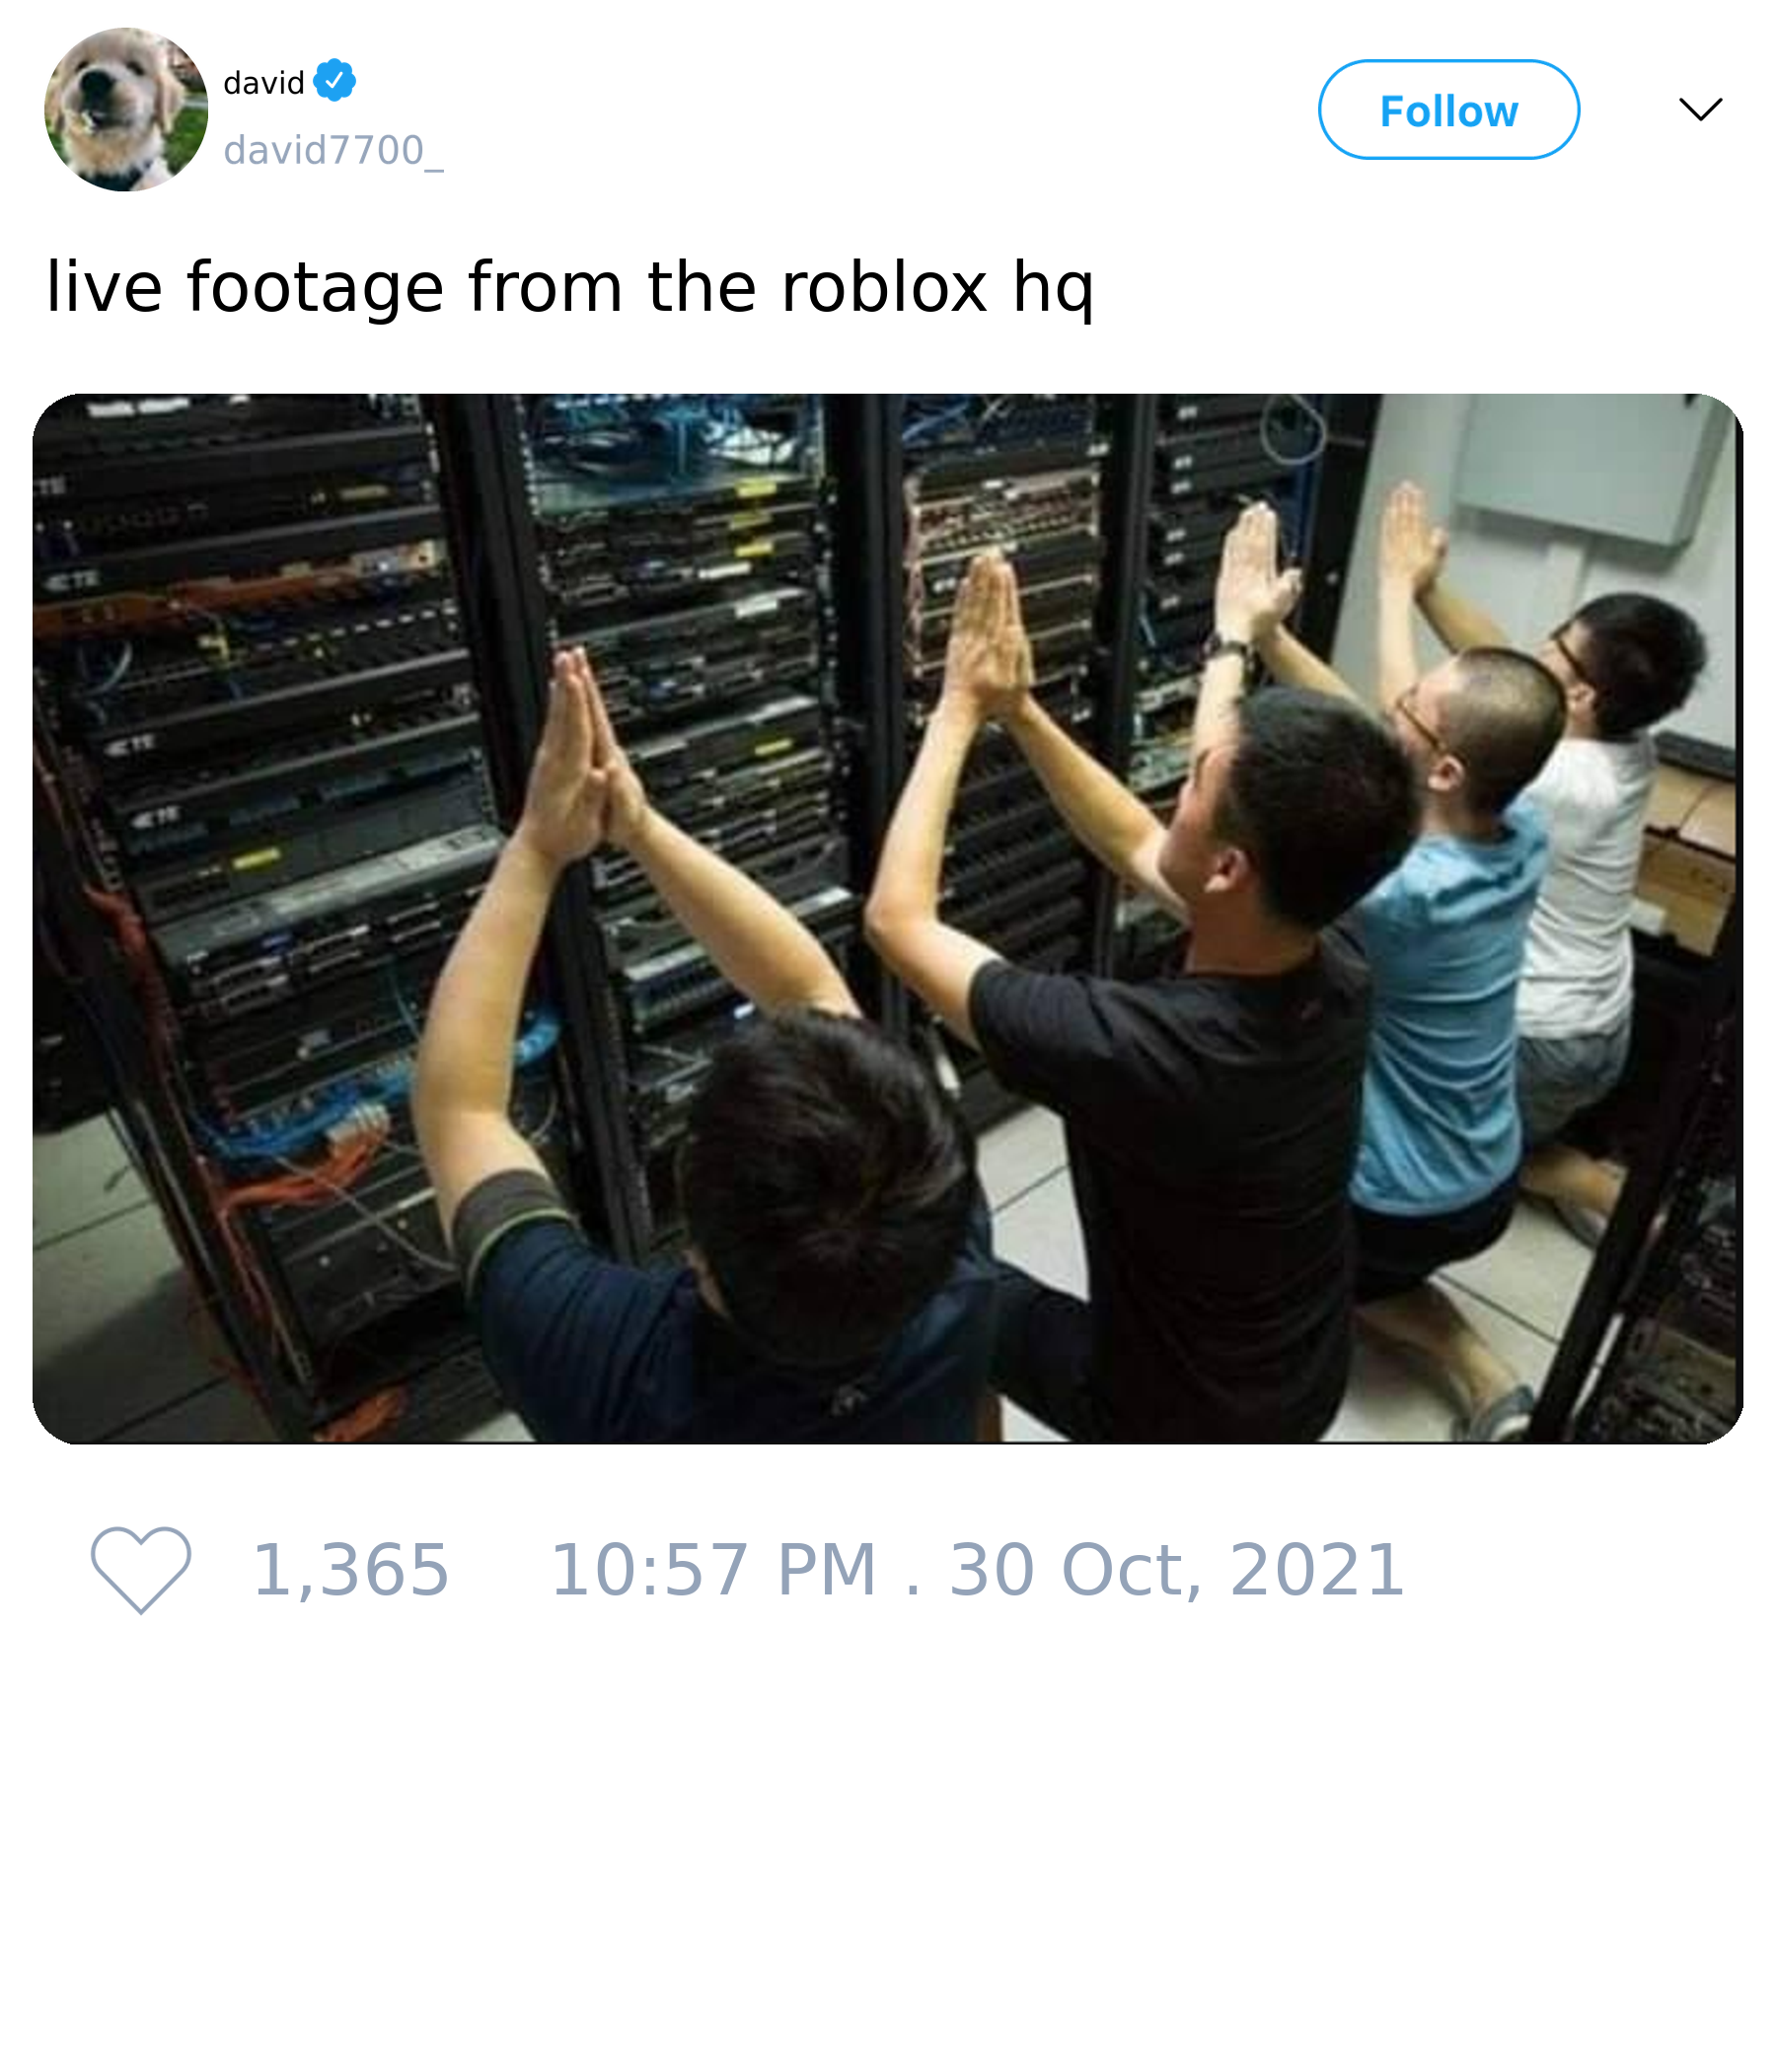 david
david7700_
Follow
live footage from the roblox hq
1,365
10:57 PM . 30 Oct, 2021